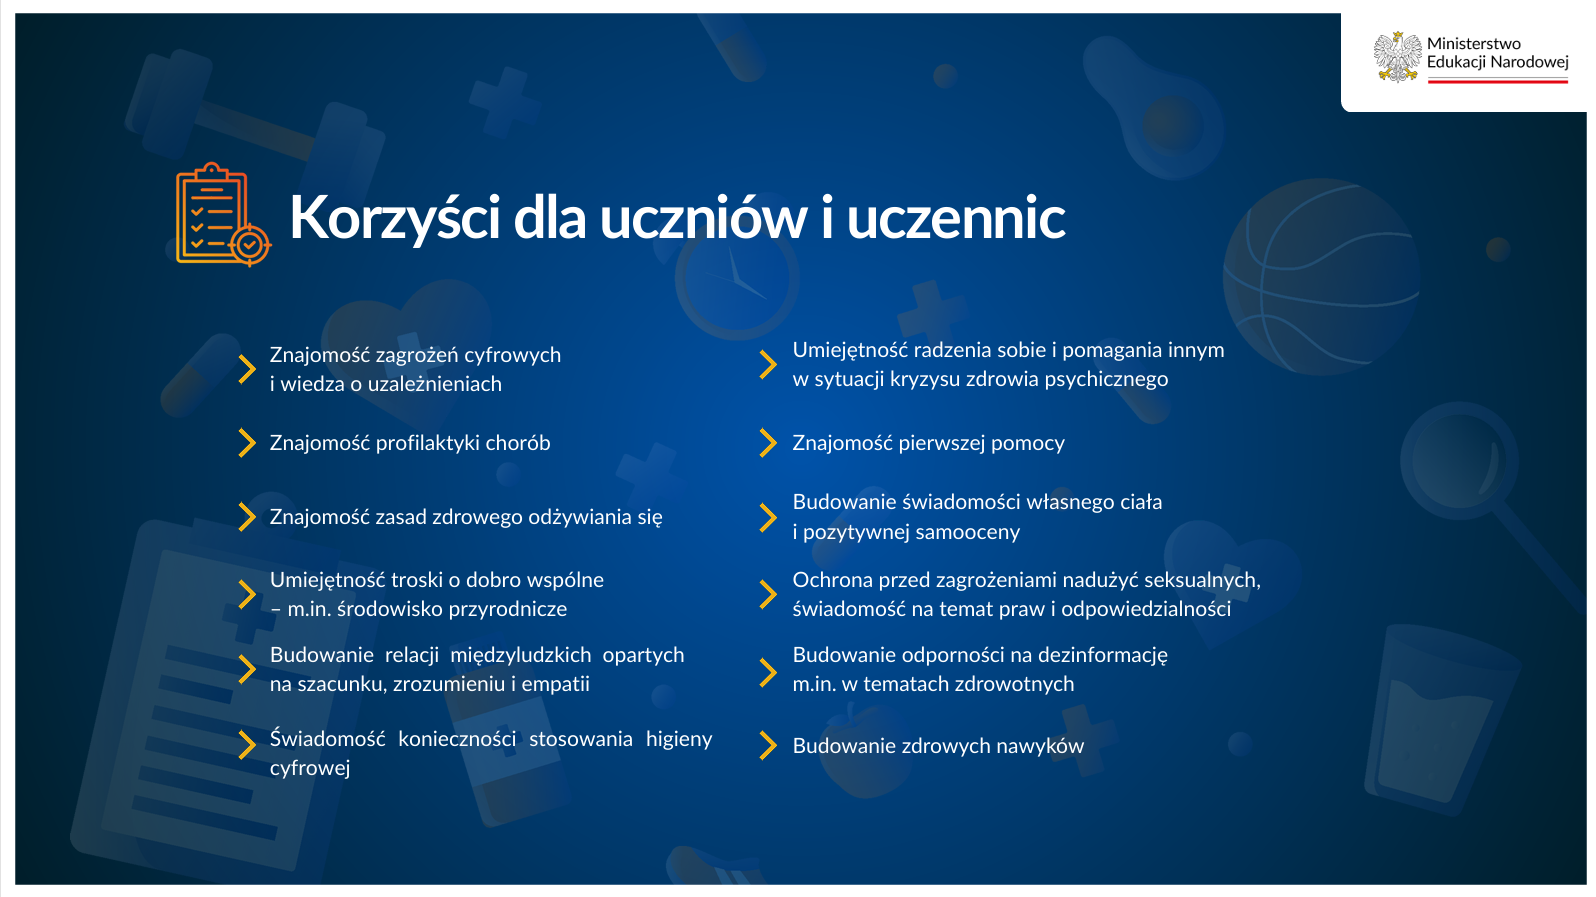 Ministerstwo
Edukacji Narodowej
Korzyści dla uczniów i uczennic
Znajomość zagrożeń cyfrowych
i wiedza o uzależnieniach
Znajomość profilaktyki chorób
Znajomość zasad zdrowego odżywiania się
Umiejętność troski o dobro wspólne
– m.in. środowisko przyrodnicze
Budowanie relacji międzyludzkich opartych
na szacunku, zrozumieniu i empatii
Świadomość konieczności stosowania higieny
cyfrowej
Umiejętność radzenia sobie i pomagania innym
w sytuacji kryzysu zdrowia psychicznego
Znajomość pierwszej pomocy
Budowanie świadomości własnego ciała
i pozytywnej samooceny
Ochrona przed zagrożeniami nadużyć seksualnych,
świadomość na temat praw i odpowiedzialności
Budowanie odporności na dezinformację
m.in. w tematach zdrowotnych
Budowanie zdrowych nawyków